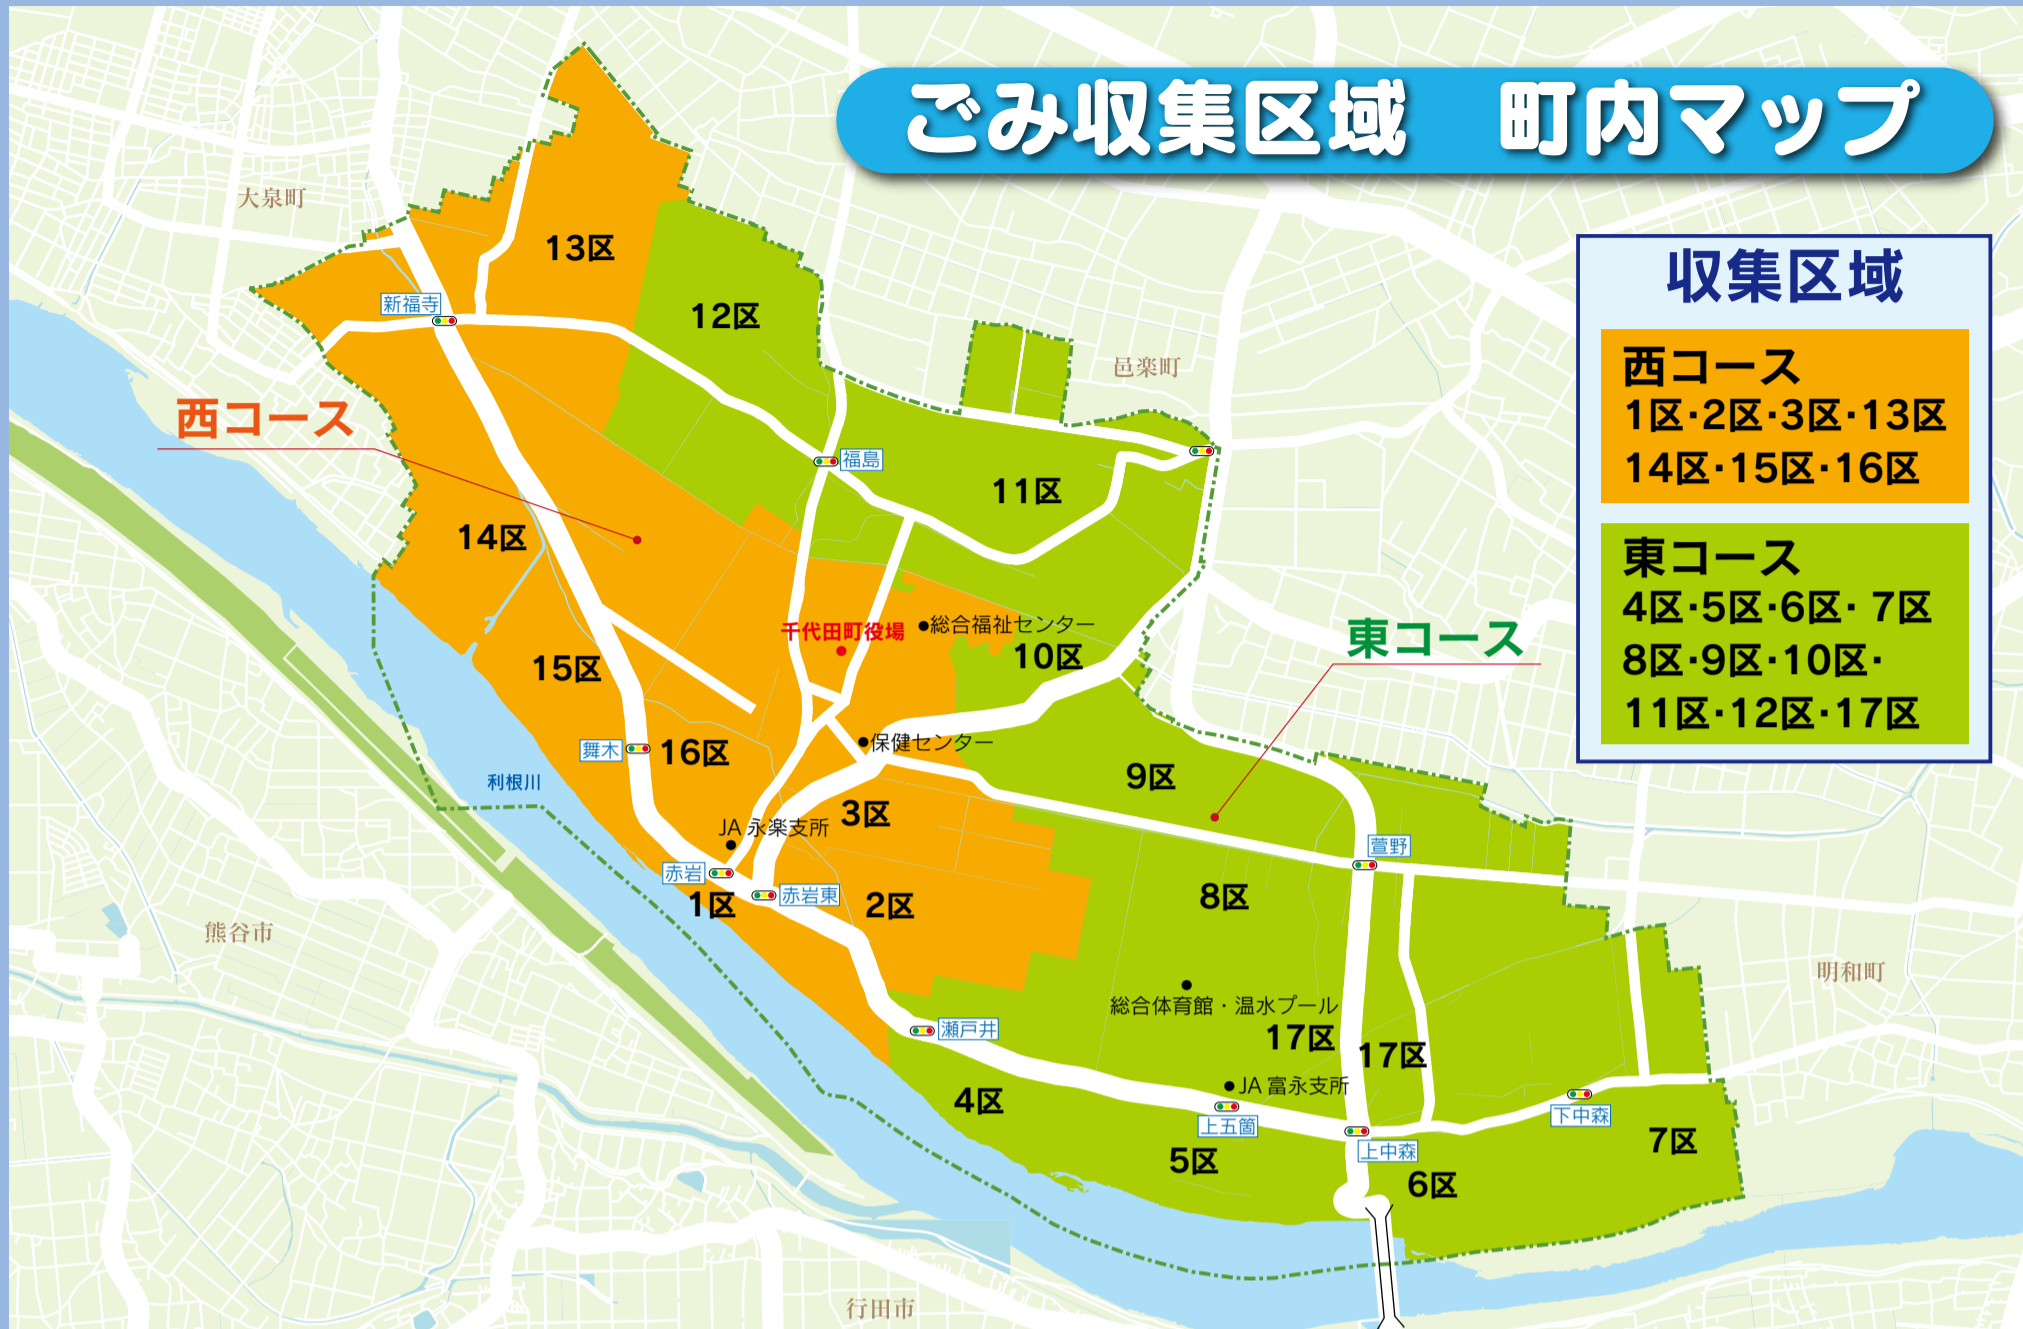 ごみ収集区域　町内マップ
収集区域
西コース
1区・2区・3区・13区
14区・15区・16区
東コース
4区・5区・6区・7区
8区・9区・10区・
11区・12区・17区
大泉町
13区
新福寺
12区
邑楽町
西コース
福島
11区
14区
千代田町役場
総合福祉センター
10区
東コース
15区
舞木
16区
保健センター
利根川
9区
3区
JA 永楽支所
萱野
赤岩
1区
赤岩東
2区
8区
熊谷市
明和町
総合体育館・温水プール
瀬戸井
17区
17区
4区
JA 富永支所
上五箇
下中森
5区
上中森
7区
6区
行田市